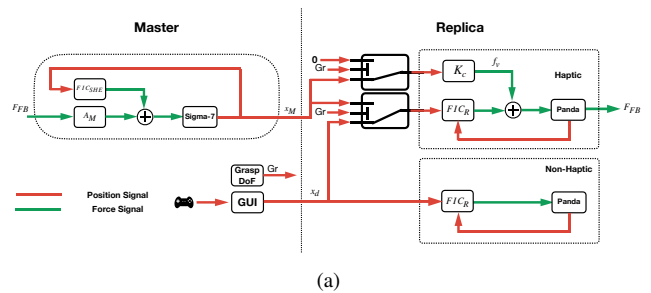 Master
Replica
0
Gr
FIC_SHE
K_c
f_v
Haptic
F_FB
Λ_M
Sigma-7
x_M
Gr
FIC_R
Panda
F_FB
Grasp
DoF
Gr
Non-Haptic
Position Signal
Force Signal
GUI
x_d
FIC_R
Panda
(a)